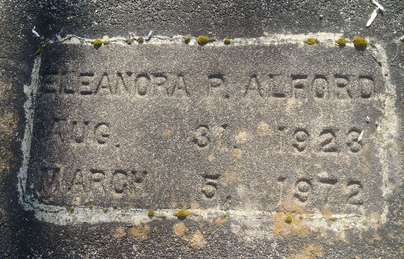 ELEANORA P. ALFORD
AUG. 31. 1923
MARCH 5. 1972